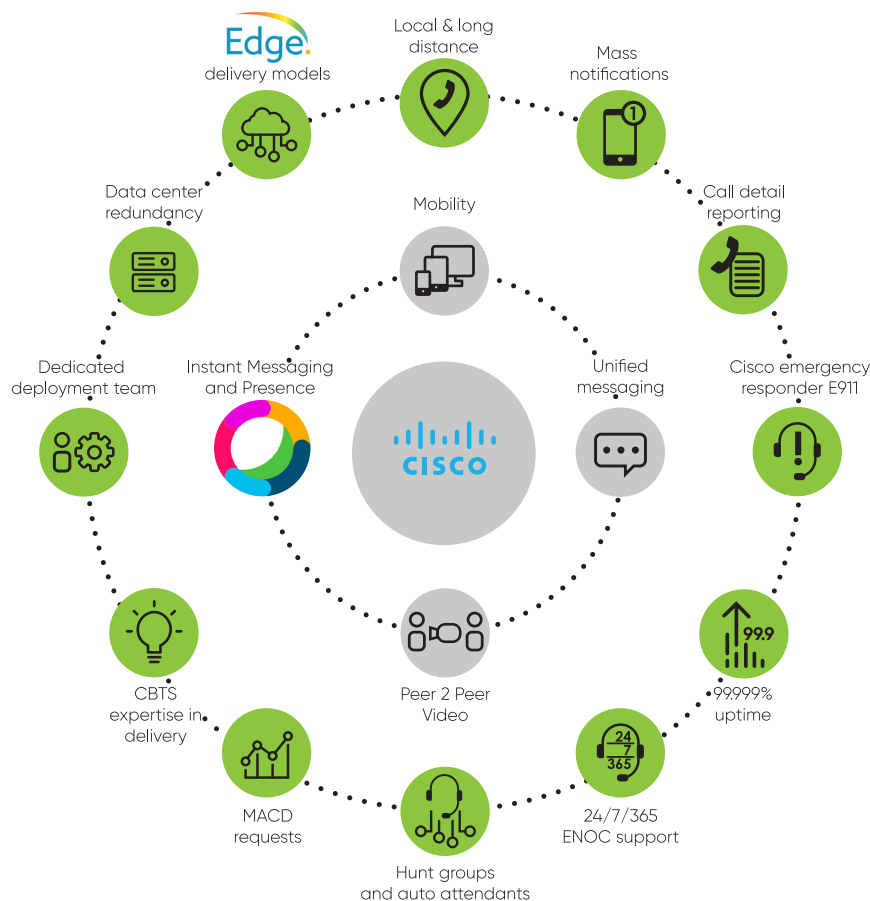 Edge.
delivery models
Local & long
distance
Mass
notifications
1
Data center
redundancy
Mobility
Call detail
reporting
Dedicated
deployment team
Instant Messaging
and Presence
Unified
messaging
Cisco emergency
responder E911
CISCO
99.9
CBTS
expertise in
delivery
Peer 2 Peer
Video
99.999%
uptime
24
7
365
MACD
requests
24/7/365
ENOC support
Hunt groups
and auto attendants